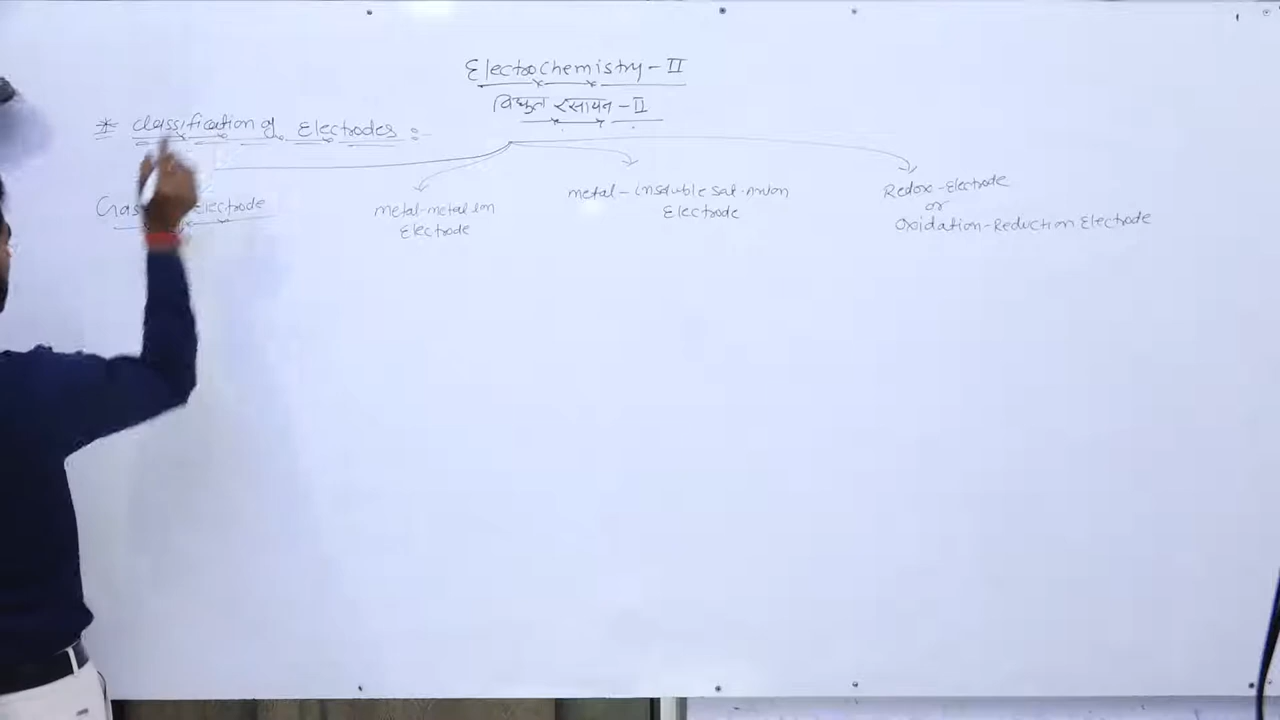 Electrochemistry-II
विद्युत रसायन-II
* Classification of Electrodes :-
Electrode
metal-metal ion
Electrode
metal-insoluble salt-anion
Electrode
Redox-Electrode
or
Oxidation-Reduction Electrode